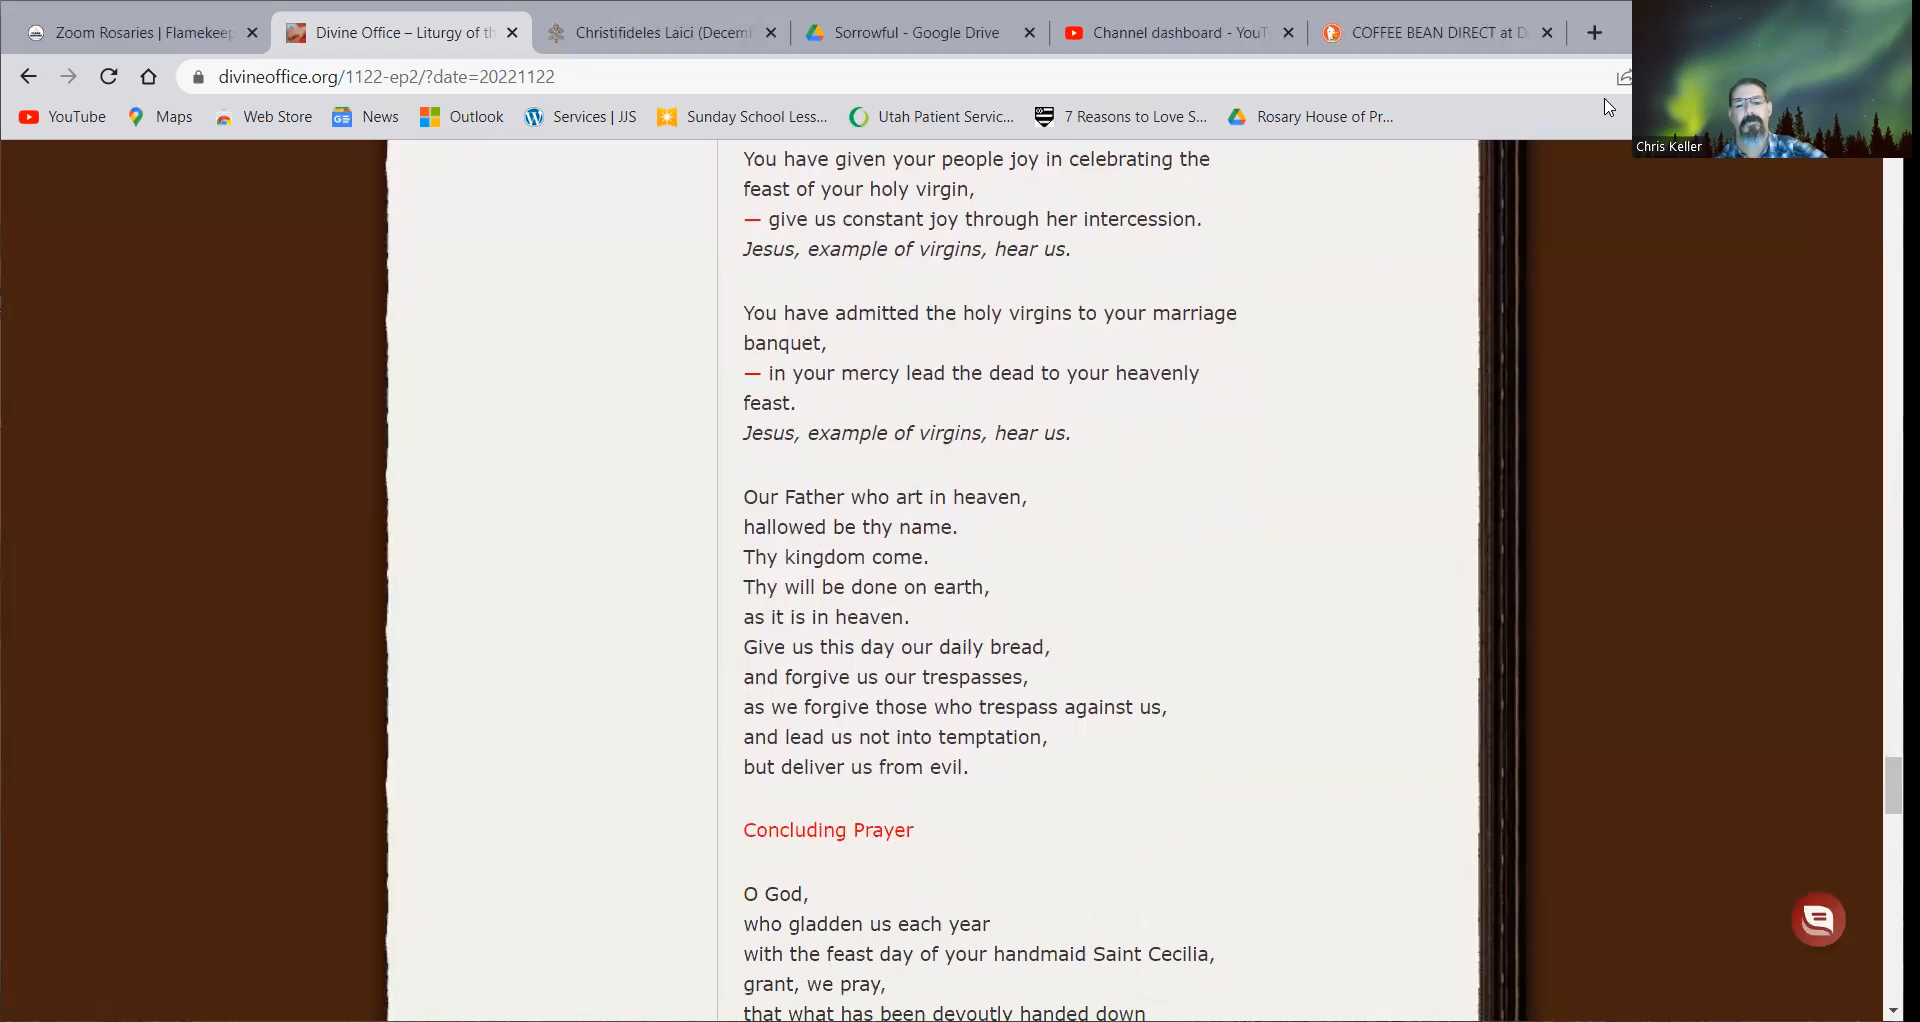 Zoom Rosaries | Flamekeep
Divine Office – Liturgy of th
Christifideles Laici (Decem
Sorrowful - Google Drive
Channel dashboard - YouT
COFFEE BEAN DIRECT at D
divineoffice.org/1122-ep2/?date=20221122
YouTube
Maps
Web Store
News
Outlook
Services | JJS
Sunday School Less...
Utah Patient Servic...
7 Reasons to Love S...
Rosary House of Pr...
Chris Keller
You have given your people joy in celebrating the
feast of your holy virgin,
— give us constant joy through her intercession.
Jesus, example of virgins, hear us.
You have admitted the holy virgins to your marriage
banquet,
— in your mercy lead the dead to your heavenly
feast.
Jesus, example of virgins, hear us.
Our Father who art in heaven,
hallowed be thy name.
Thy kingdom come.
Thy will be done on earth,
as it is in heaven.
Give us this day our daily bread,
and forgive us our trespasses,
as we forgive those who trespass against us,
and lead us not into temptation,
but deliver us from evil.
Concluding Prayer
O God,
who gladden us each year
with the feast day of your handmaid Saint Cecilia,
grant, we pray,
that what has been devoutly handed down